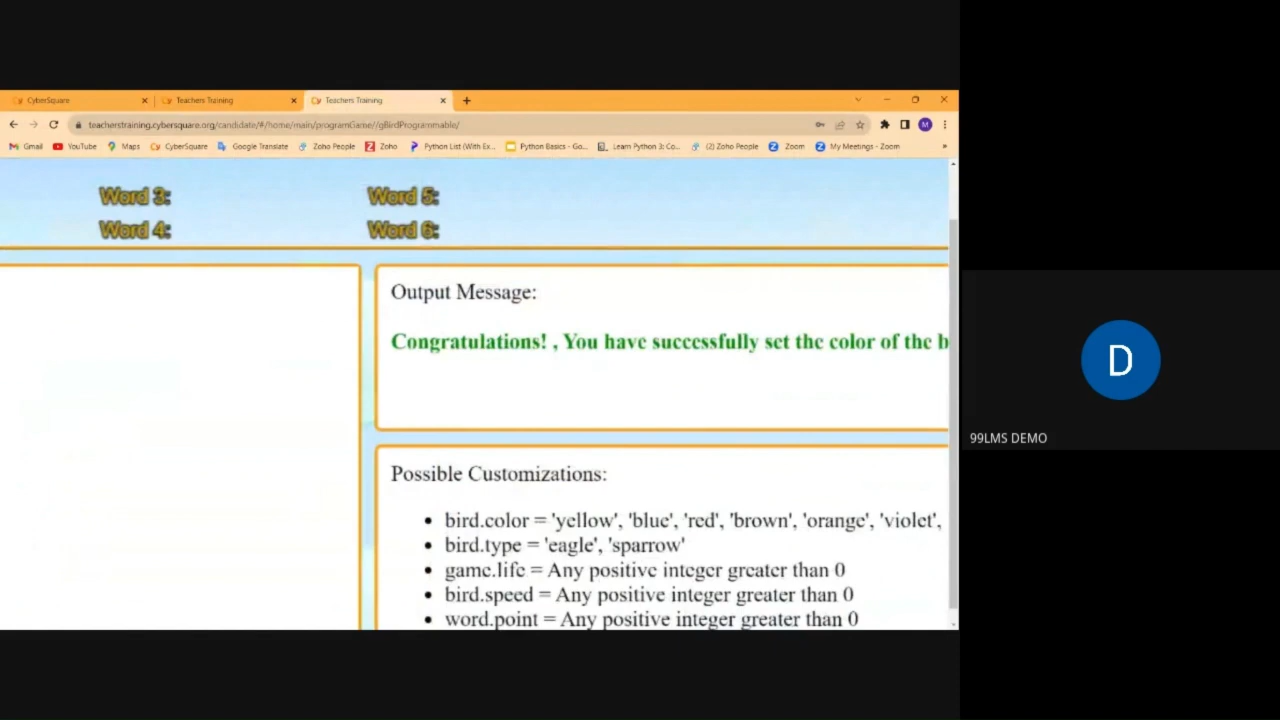 CyberSquare
Teachers Training
Teachers Training
teacherstraining.cybersquare.org/candidate/#/home/main/programGame//gBirdProgrammable/
M
Gmail YouTube Maps CyberSquare Google Translate Zoho People Zoho Python List (With Ex... Python Basics - Go... Learn Python 3: Co... (2) Zoho People Zoom My Meetings - Zoom »
Word 3: Word 5:
Word 4: Word 6:
Output Message:
Congratulations! , You have successfully set the color of the b
Possible Customizations:
• bird.color = 'yellow', 'blue', 'red', 'brown', 'orange', 'violet',
• bird.type = 'eagle', 'sparrow'
• game.life = Any positive integer greater than 0
• bird.speed = Any positive integer greater than 0
• word.point = Any positive integer greater than 0
D
99LMS DEMO